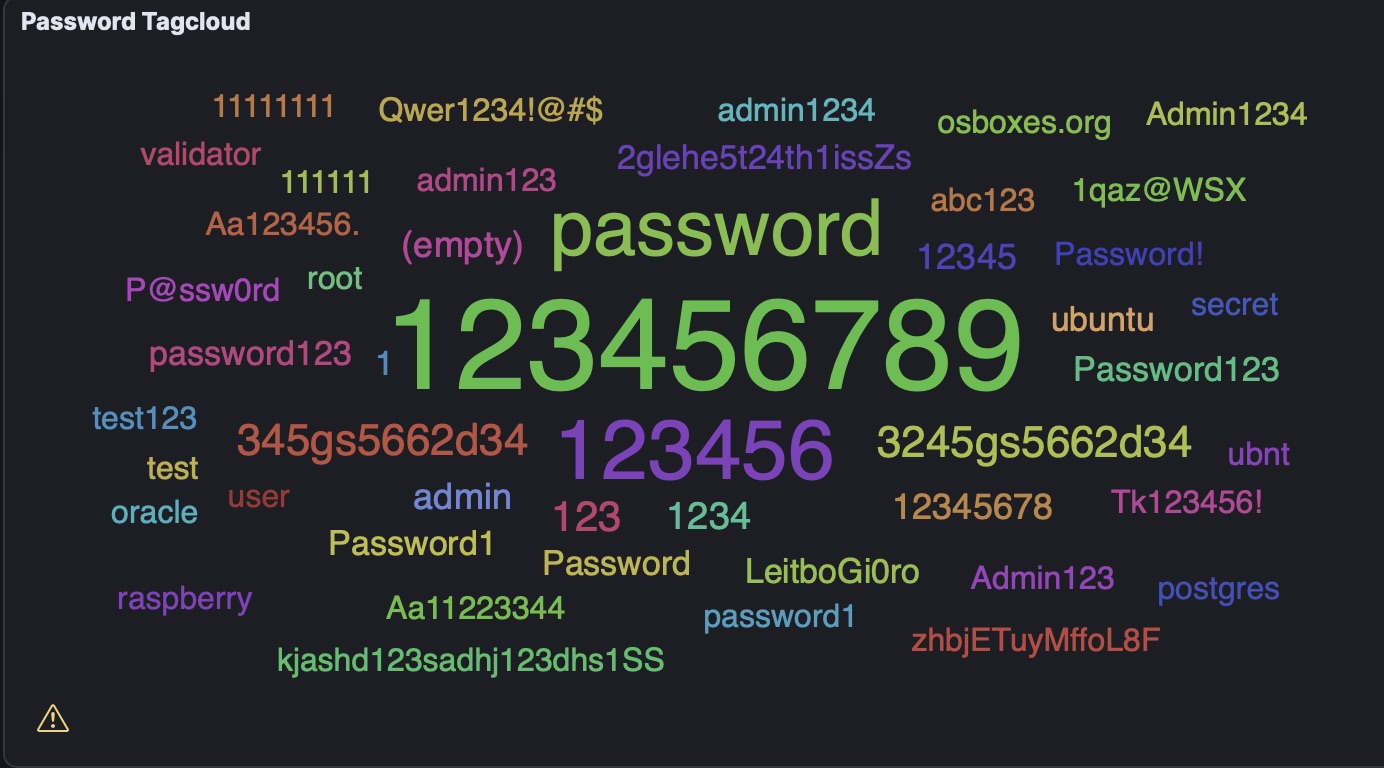 Password Tagcloud
11111111
Qwer1234!@#$
admin1234
osboxes.org
Admin1234
validator
111111
admin123
2glehe5t24th1issZs
abc123
1qaz@WSX
Aa123456.
(empty)
password
12345
Password!
P@ssw0rd
root
123456789
ubuntu
secret
password123
1
Password123
test123
345gs5662d34
123456
3245gs5662d34
ubnt
test
user
admin
123
1234
12345678
Tk123456!
oracle
Password1
Password
LeitboGi0ro
Admin123
postgres
raspberry
Aa11223344
password1
zhbjETuyMffoL8F
kjashd123sadhj123dhs1SS